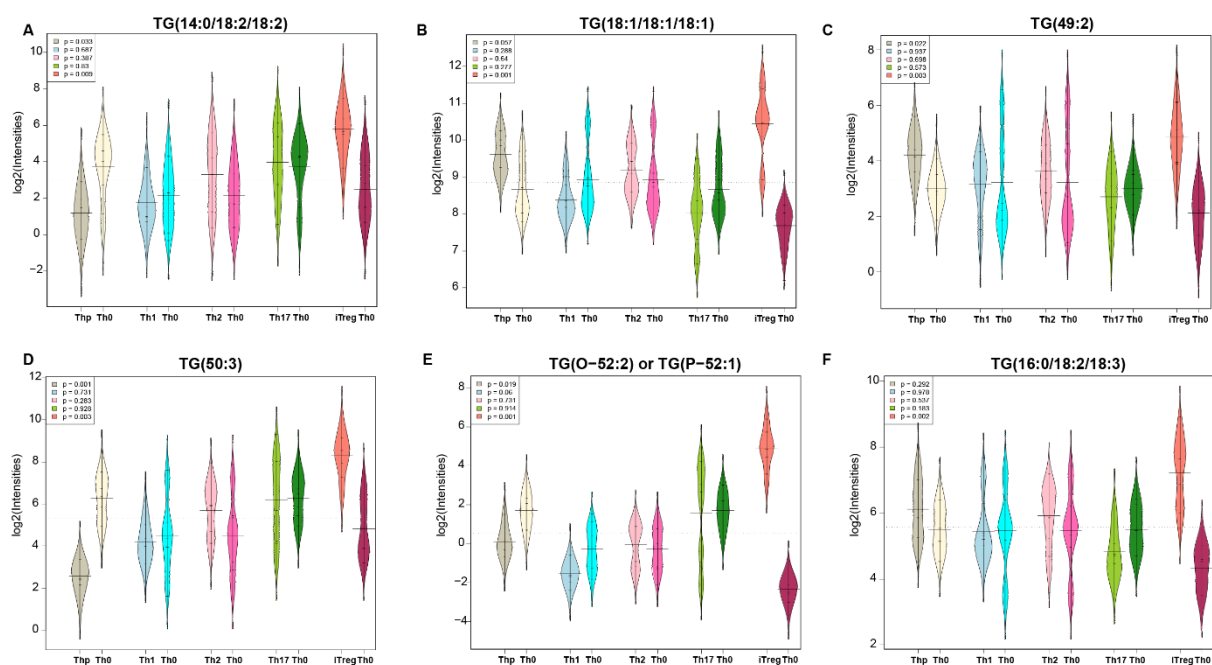 A
TG(14:0/18:2/18:2)
p = 0.033
p = 0.687
p = 0.387
p = 0.83
p = 0.009
log2(Intensities)
10
8
6
4
2
0
−2
Thp Th0 Th1 Th0 Th2 Th0 Th17 Th0 iTreg Th0
B
TG(18:1/18:1/18:1)
p = 0.057
p = 0.288
p = 0.64
p = 0.277
p = 0.001
log2(Intensities)
12
11
10
9
8
7
6
Thp Th0 Th1 Th0 Th2 Th0 Th17 Th0 iTreg Th0
C
TG(49:2)
p = 0.022
p = 0.937
p = 0.698
p = 0.573
p = 0.003
log2(Intensities)
8
6
4
2
0
Thp Th0 Th1 Th0 Th2 Th0 Th17 Th0 iTreg Th0
D
TG(50:3)
p = 0.001
p = 0.731
p = 0.283
p = 0.928
p = 0.003
log2(Intensities)
12
10
8
6
4
2
0
Thp Th0 Th1 Th0 Th2 Th0 Th17 Th0 iTreg Th0
E
TG(O−52:2) or TG(P−52:1)
p = 0.019
p = 0.06
p = 0.731
p = 0.914
p = 0.001
log2(Intensities)
8
6
4
2
0
−2
−4
Thp Th0 Th1 Th0 Th2 Th0 Th17 Th0 iTreg Th0
F
TG(16:0/18:2/18:3)
p = 0.292
p = 0.978
p = 0.537
p = 0.183
p = 0.002
log2(Intensities)
10
8
6
4
2
Thp Th0 Th1 Th0 Th2 Th0 Th17 Th0 iTreg Th0